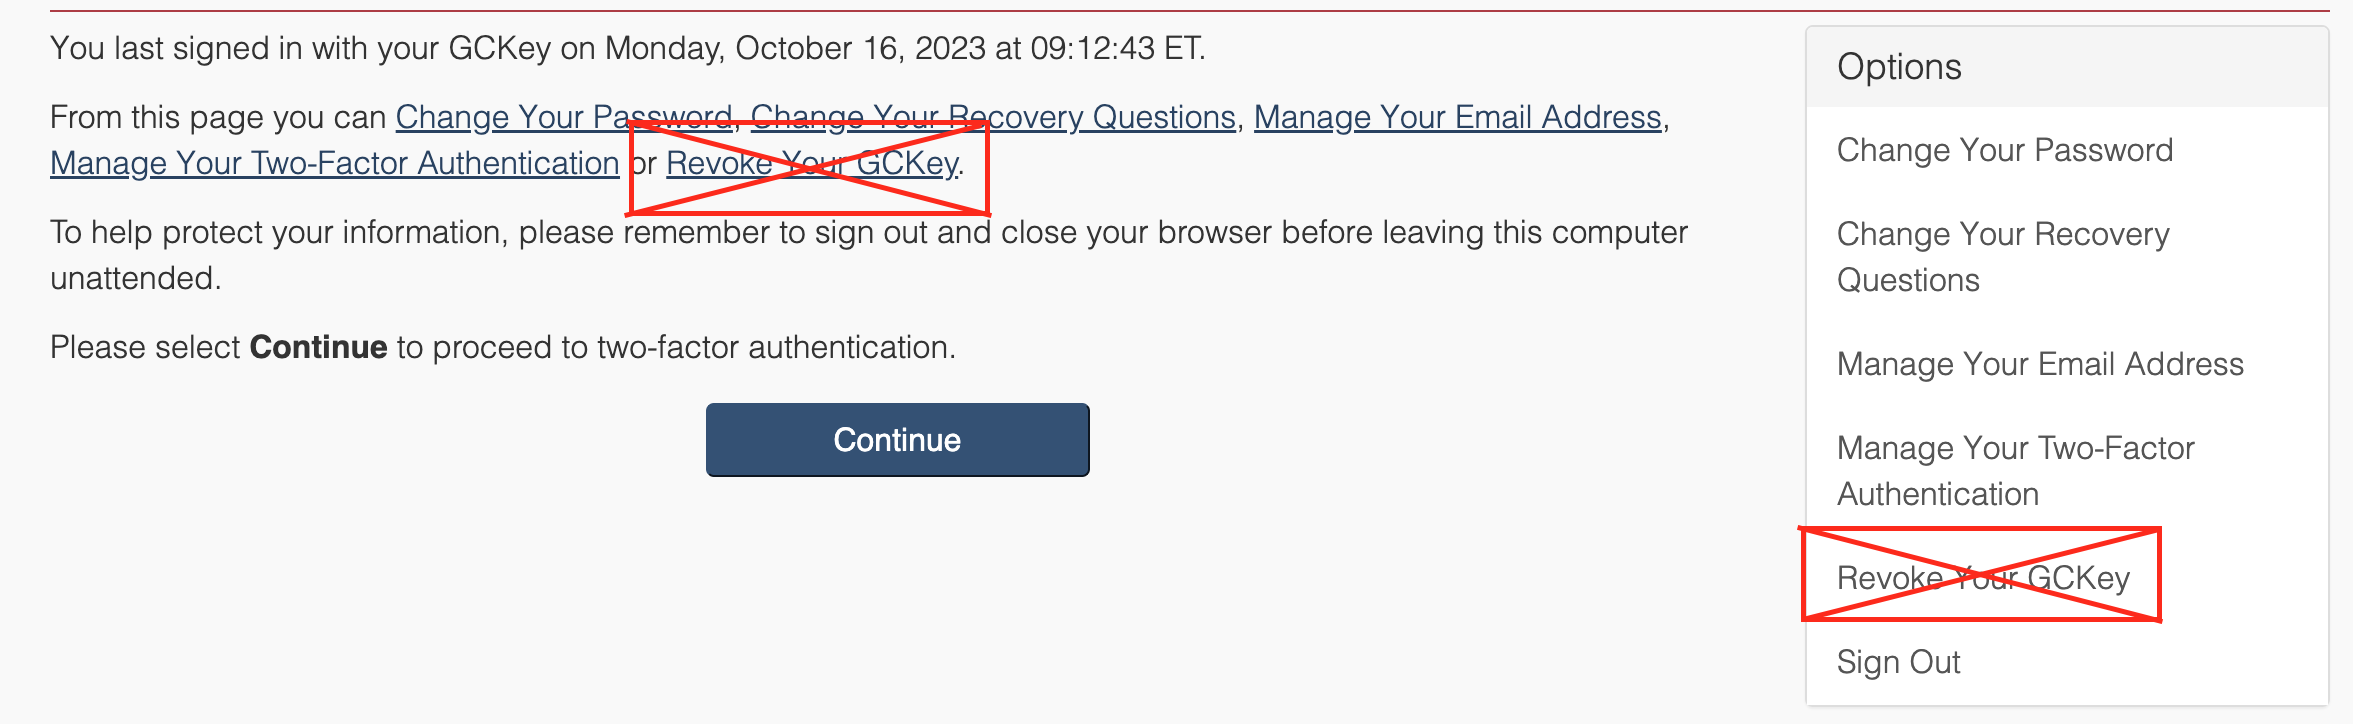 You last signed in with your GCKey on Monday, October 16, 2023 at 09:12:43 ET.
From this page you can Change Your Password, Change Your Recovery Questions, Manage Your Email Address,
Manage Your Two-Factor Authentication or Revoke Your GCKey.
To help protect your information, please remember to sign out and close your browser before leaving this computer
unattended.
Please select Continue to proceed to two-factor authentication.
Continue
Options
Change Your Password
Change Your Recovery
Questions
Manage Your Email Address
Manage Your Two-Factor
Authentication
Revoke Your GCKey
Sign Out